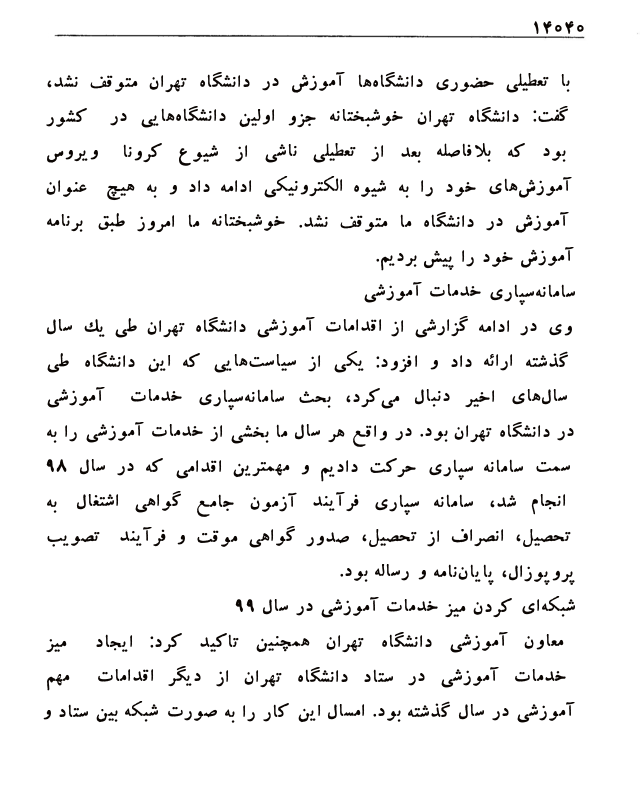 ۱۴۰۴۰
با تعطیلی حضوری دانشگاه‌ها آموزش در دانشگاه تهران متوقف نشد،
گفت: دانشگاه تهران خوشبختانه جزو اولین دانشگاه‌هایی در کشور
بود که بلافاصله بعد از تعطیلی ناشی از شیوع کرونا ویروس
آموزش‌های خود را به شیوه الکترونیکی ادامه داد و به هیچ عنوان
آموزش در دانشگاه ما متوقف نشد. خوشبختانه ما امروز طبق برنامه
آموزش خود را پیش بردیم.
سامانه‌سپاری خدمات آموزشی
وی در ادامه گزارشی از اقدامات آموزشی دانشگاه تهران طی یك سال
گذشته ارائه داد و افزود: یکی از سیاست‌هایی که این دانشگاه طی
سال‌های اخیر دنبال می‌کرد، بحث سامانه‌سپاری خدمات آموزشی
در دانشگاه تهران بود. در واقع هر سال ما بخشی از خدمات آموزشی را به
سمت سامانه سپاری حرکت دادیم و مهمترین اقدامی که در سال ۹۸
انجام شد، سامانه سپاری فرآیند آزمون جامع گواهی اشتغال به
تحصیل، انصراف از تحصیل، صدور گواهی موقت و فرآیند تصویب
پروپوزال، پایان‌نامه و رساله بود.
شبکه‌ای کردن میز خدمات آموزشی در سال ۹۹
معاون آموزشی دانشگاه تهران همچنین تاکید کرد: ایجاد میز
خدمات آموزشی در ستاد دانشگاه تهران از دیگر اقدامات مهم
آموزشی در سال گذشته بود. امسال این کار را به صورت شبکه بین ستاد و